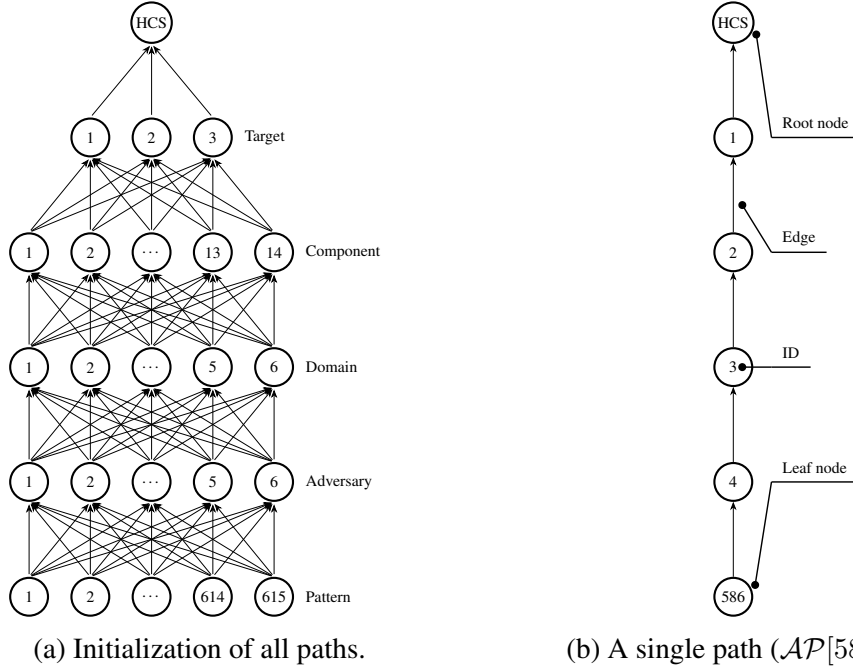 HCS
1 2 3 Target
1 2 ... 13 14 Component
1 2 ... 5 6 Domain
1 2 ... 5 6 Adversary
1 2 ... 614 615 Pattern
(a) Initialization of all paths.
HCS
Root node
1
Edge
2
3 ID
4
Leaf node
586
(b) A single path (𝒜𝒫[58